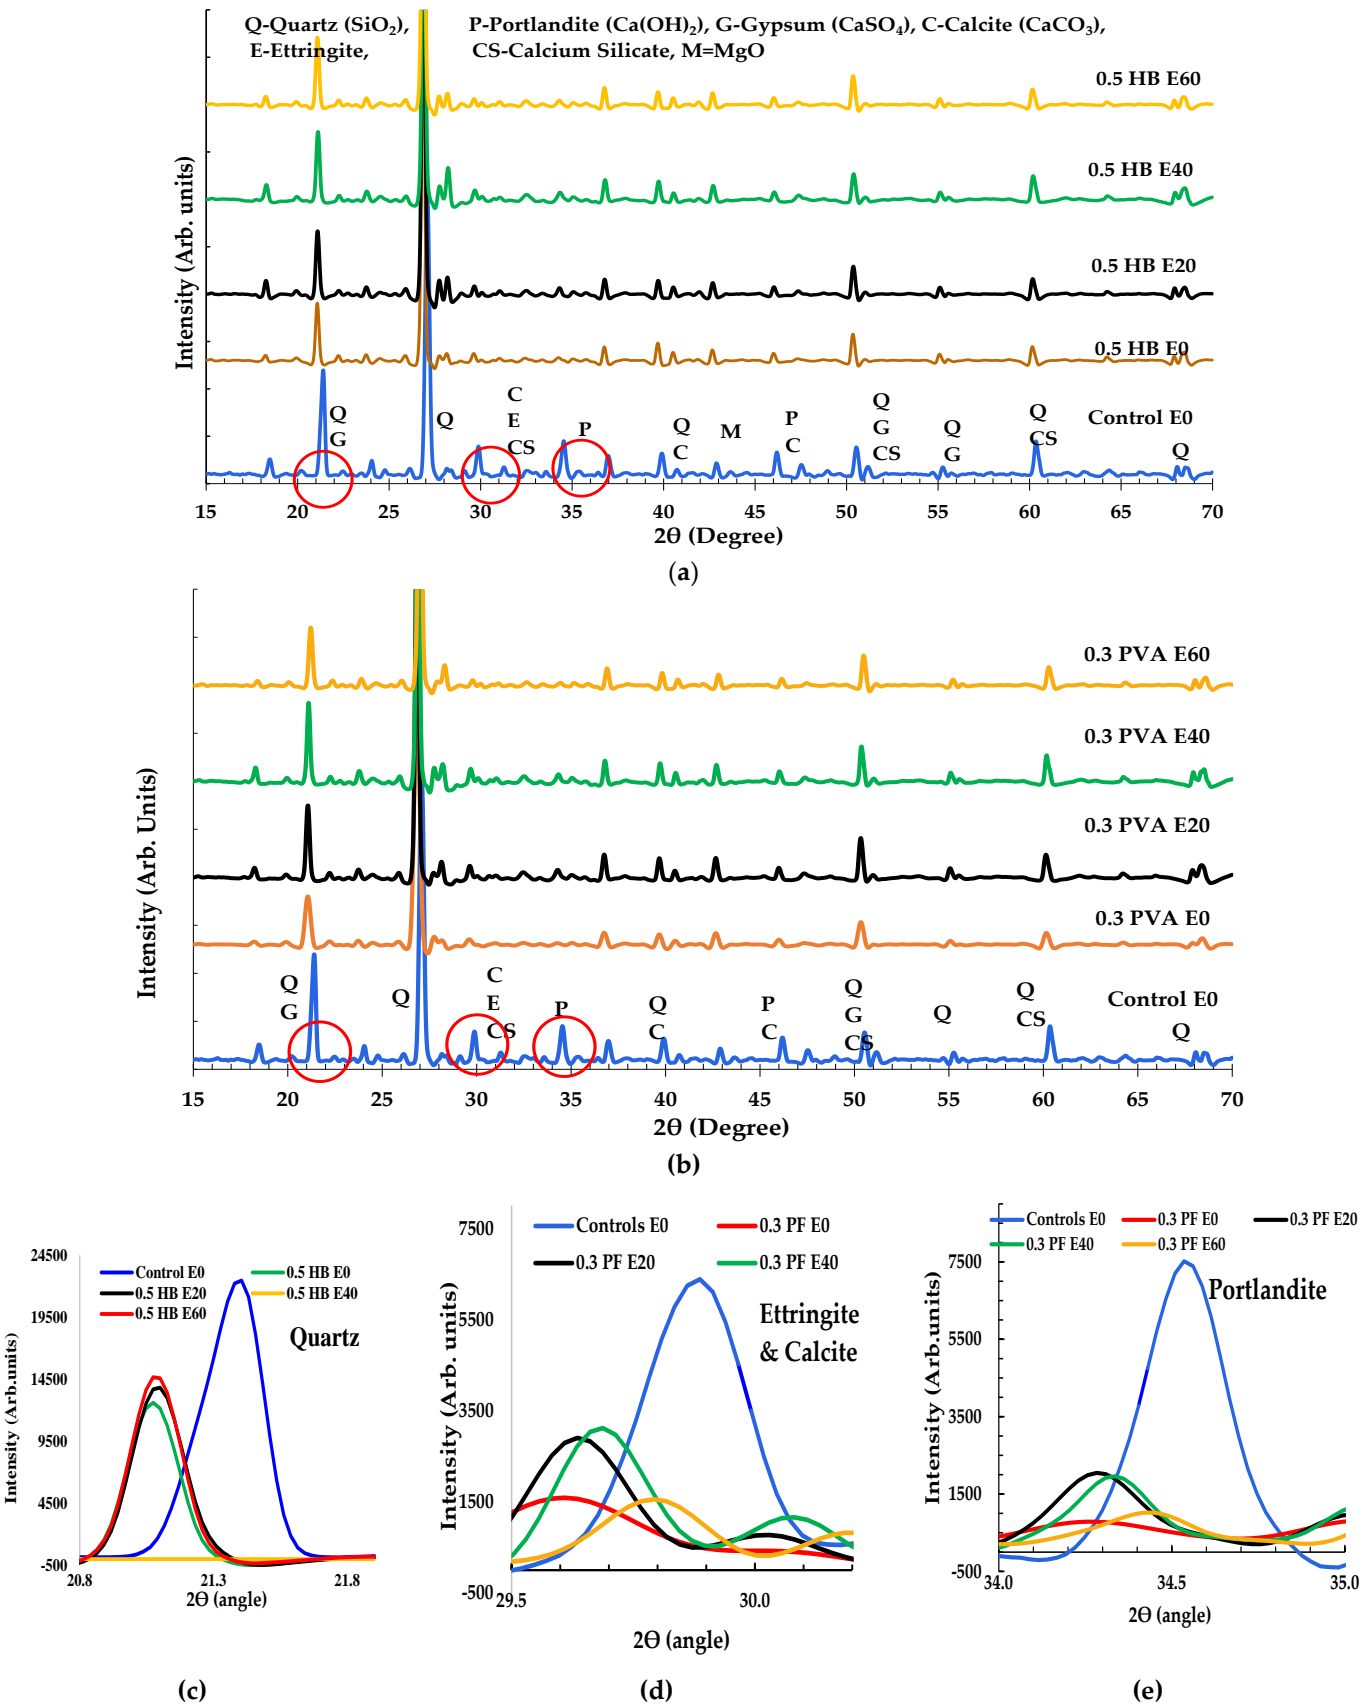 Q-Quartz (SiO2), P-Portlandite (Ca(OH)2), G-Gypsum (CaSO4), C-Calcite (CaCO3),
E-Ettringite, CS-Calcium Silicate, M=MgO
Intensity (Arb. units)
0.5 HB E60
0.5 HB E40
0.5 HB E20
0.5 HB E0
Control E0
Q
G
Q
C
E
CS
P
Q
C
M
P
C
Q
G
CS
Q
G
Q
CS
Q
15 20 25 30 35 40 45 50 55 60 65 70
2Θ (Degree)
(a)
Intensity (Arb. Units)
0.3 PVA E60
0.3 PVA E40
0.3 PVA E20
0.3 PVA E0
Control E0
Q
G
Q
C
E
CS
P
Q
C
P
C
Q
G
CS
Q
Q
CS
Q
15 20 25 30 35 40 45 50 55 60 65 70
2Θ (Degree)
(b)
Intensity (Arb.units)
24500
19500
14500
9500
4500
-500
Control E0 0.5 HB E0
0.5 HB E20 0.5 HB E40
0.5 HB E60
Quartz
20.8 21.3 21.8
2Θ (angle)
(c)
Intensity (Arb. units)
7500
5500
3500
1500
-500
Controls E0 0.3 PF E0
0.3 PF E20 0.3 PF E40
Ettringite
& Calcite
29.5 30.0
2Θ (angle)
(d)
Intensity (Arb.units)
7500
5500
3500
1500
-500
Controls E0 0.3 PF E0 0.3 PF E20
0.3 PF E40 0.3 PF E60
Portlandite
34.0 34.5 35.0
2Θ (angle)
(e)